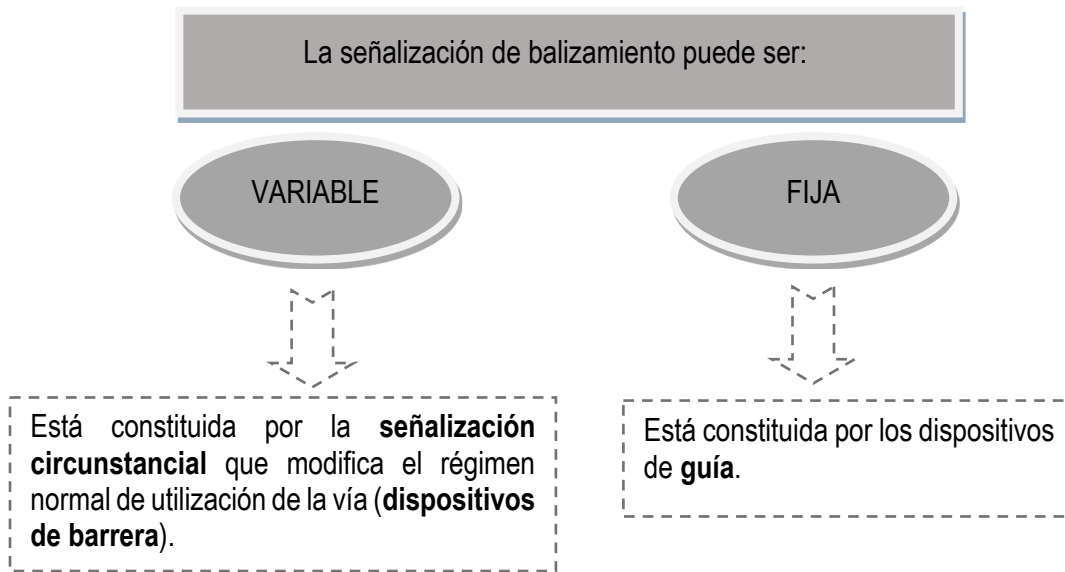 La señalización de balizamiento puede ser:
VARIABLE
FIJA
Está constituida por la señalización
circunstancial que modifica el régimen
normal de utilización de la vía (dispositivos
de barrera).
Está constituida por los dispositivos
de guía.